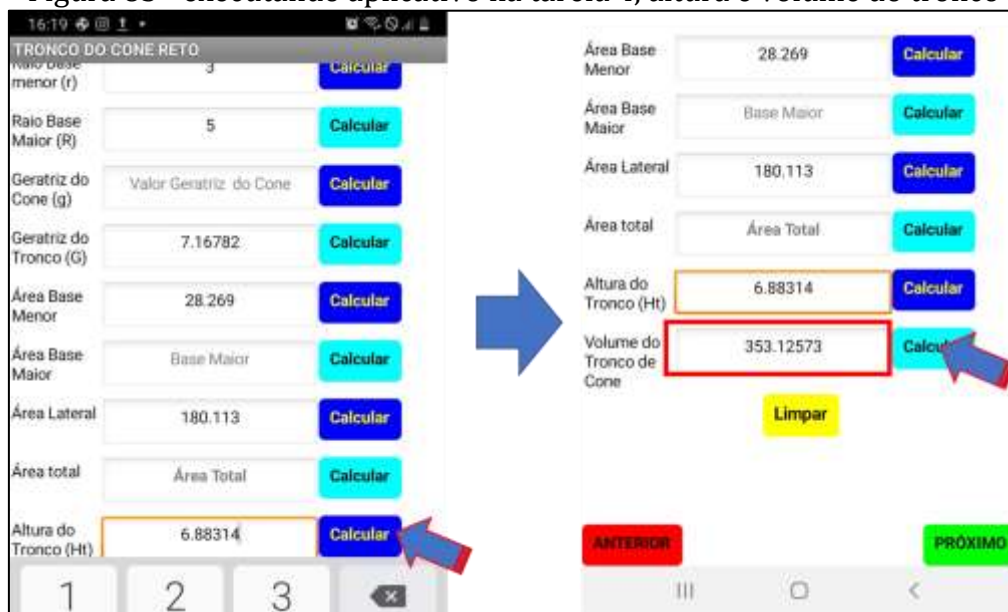 16:19
TRONCO DO CONE RETO
menor (r)
3
Calcular
Raio Base
Maior (R)
5
Calcular
Geratriz do
Cone (g)
Valor Geratriz do Cone
Calcular
Geratriz do
Tronco (G)
7.16782
Calcular
Área Base
Menor
28.269
Calcular
Área Base
Maior
Base Maior
Calcular
Área Lateral
180.113
Calcular
Área total
Área Total
Calcular
Altura do
Tronco (Ht)
6.88314
Calcular
1 2 3
Área Base
Menor
28.269
Calcular
Área Base
Maior
Base Maior
Calcular
Área Lateral
180.113
Calcular
Área total
Área Total
Calcular
Altura do
Tronco (Ht)
6.88314
Calcular
Volume do
Tronco de
Cone
353.12573
Limpar
ANTERIOR
PRÓXIMO